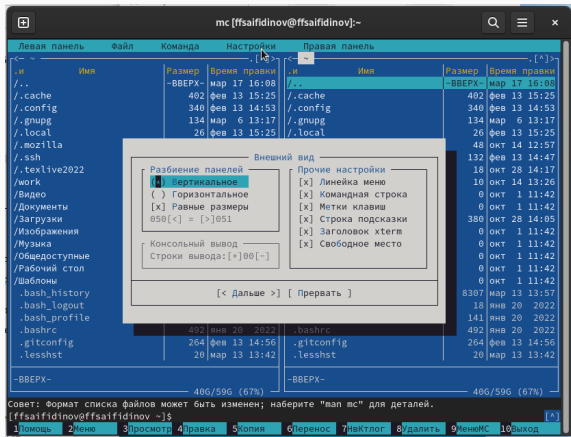 mc [ffsaifidinov@ffsaifidinov]:~
Левая панель Файл Команда Настройки Правая панель
<— ~ .[^]> <— ~ .[^]>
.и Имя Размер Время правки .и Имя Размер Время правки
/.. -ВВЕРХ- мар 17 16:08 /.. -ВВЕРХ- мар 17 16:08
/.cache 402 фев 13 15:25 /.cache 402 фев 13 15:25
/.config 340 фев 13 14:53 /.config 340 фев 13 14:53
/.gnupg 134 мар 6 13:17 /.gnupg 134 мар 6 13:17
/.local 26 фев 13 15:25 /.local 26 фев 13 15:25
/.mozilla 48 окт 14 12:57
/.ssh 132 фев 13 14:47
/.texlive2022 18 окт 28 14:17
/work 10 окт 14 13:26
/Видео 0 окт 1 11:42
/Документы 0 окт 1 11:42
/Загрузки 380 окт 28 14:05
/Изображения 0 окт 1 11:42
/Музыка 0 окт 1 11:42
/Общедоступные 0 окт 1 11:42
/Рабочий стол 0 окт 1 11:42
/Шаблоны 0 окт 1 11:42
.bash_history 8307 мар 13 13:57
.bash_logout 18 янв 20 2022
.bash_profile 141 янв 20 2022
.bashrc 492 янв 20 2022 .bashrc 492 янв 20 2022
.gitconfig 264 фев 13 14:56 .gitconfig 264 фев 13 14:56
.lesshst 20 мар 13 13:42 .lesshst 20 мар 13 13:42
Внешний вид
Разбиение панелей
(*) Вертикальное
( ) Горизонтальное
[x] Равные размеры
050[<] = [>]051
Консольный вывод
Строки вывода:[+]00[-]
Прочие настройки
[x] Линейка меню
[x] Командная строка
[x] Метки клавиш
[x] Строка подсказки
[x] Заголовок xterm
[x] Свободное место
[< Дальше >] [ Прервать ]
-ВВЕРХ- -ВВЕРХ-
40G/59G (67%) 40G/59G (67%)
Совет: Формат списка файлов может быть изменен; наберите "man mc" для деталей.
[ffsaifidinov@ffsaifidinov ~]$ [^]
1Помощь 2Меню 3Просмотр 4Правка 5Копия 6Перенос 7НвКтлог 8Удалить 9МенюMC 10Выход